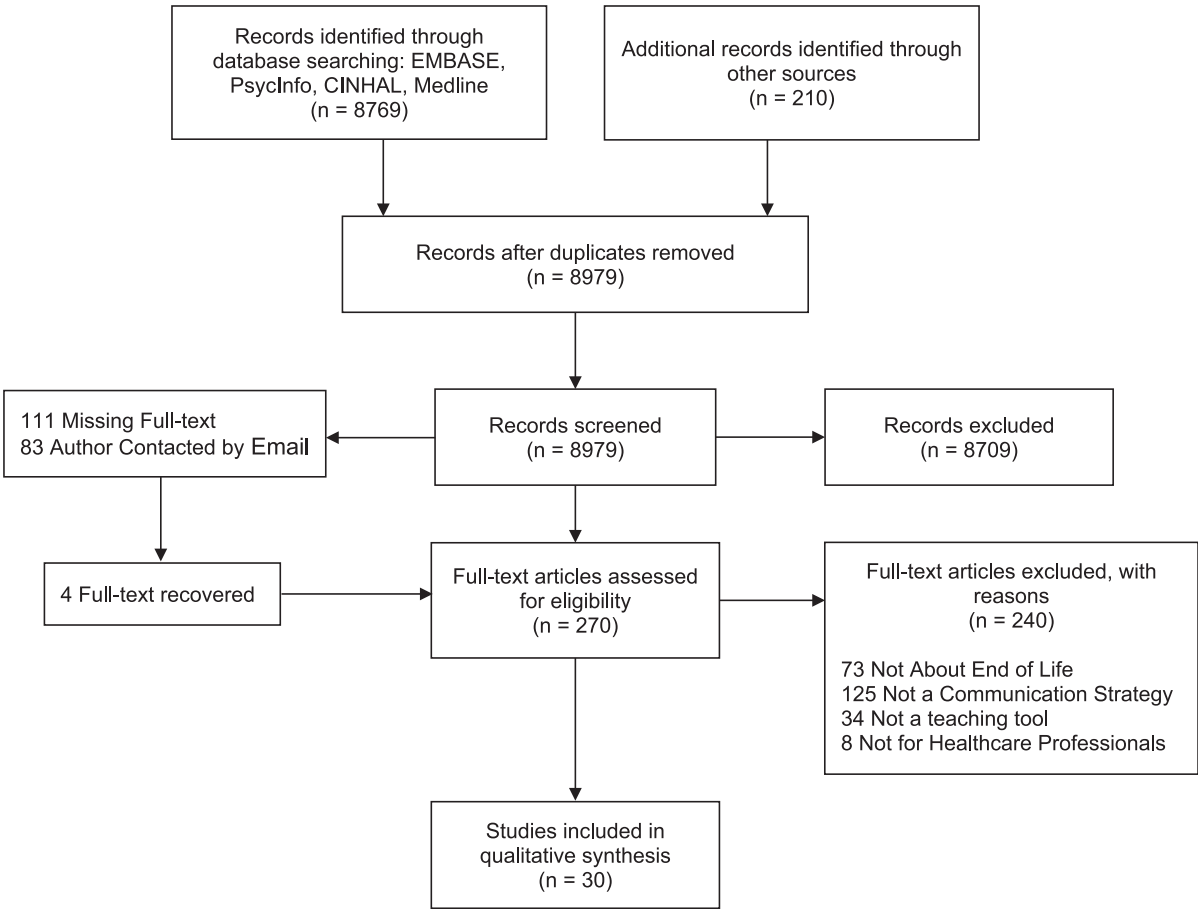 Records identified through
database searching: EMBASE,
PsycInfo, CINHAL, Medline
(n = 8769)
Additional records identified through
other sources
(n = 210)
Records after duplicates removed
(n = 8979)
111 Missing Full-text
83 Author Contacted by Email
Records screened
(n = 8979)
Records excluded
(n = 8709)
4 Full-text recovered
Full-text articles assessed
for eligibility
(n = 270)
Full-text articles excluded, with
reasons
(n = 240)
73 Not About End of Life
125 Not a Communication Strategy
34 Not a teaching tool
8 Not for Healthcare Professionals
Studies included in
qualitative synthesis
(n = 30)